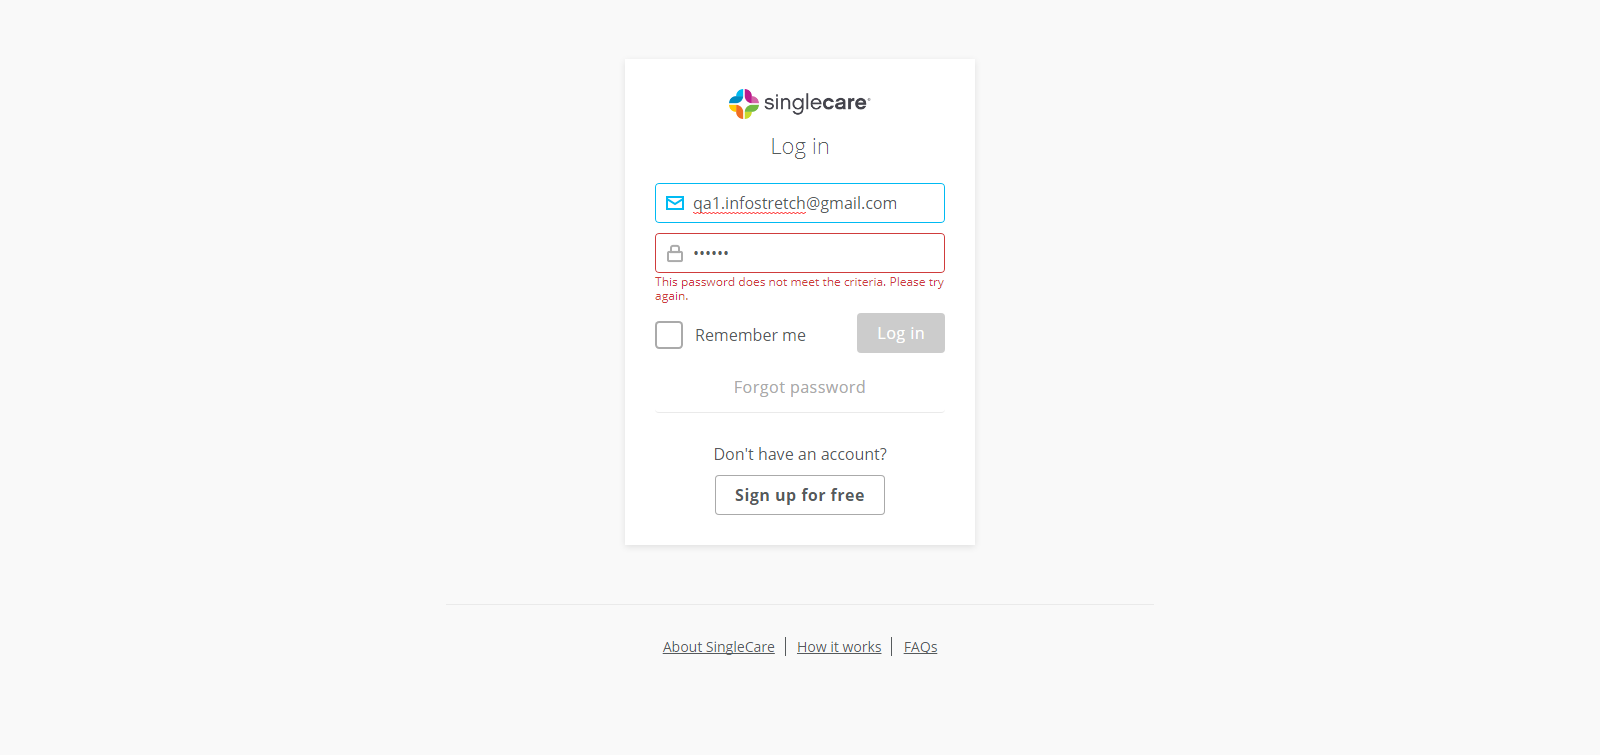 singlecare®
Log in
qa1.infostretch@gmail.com
••••••
This password does not meet the criteria. Please try
again.
Remember me
Log in
Forgot password
Don't have an account?
Sign up for free
About SingleCare | How it works | FAQs